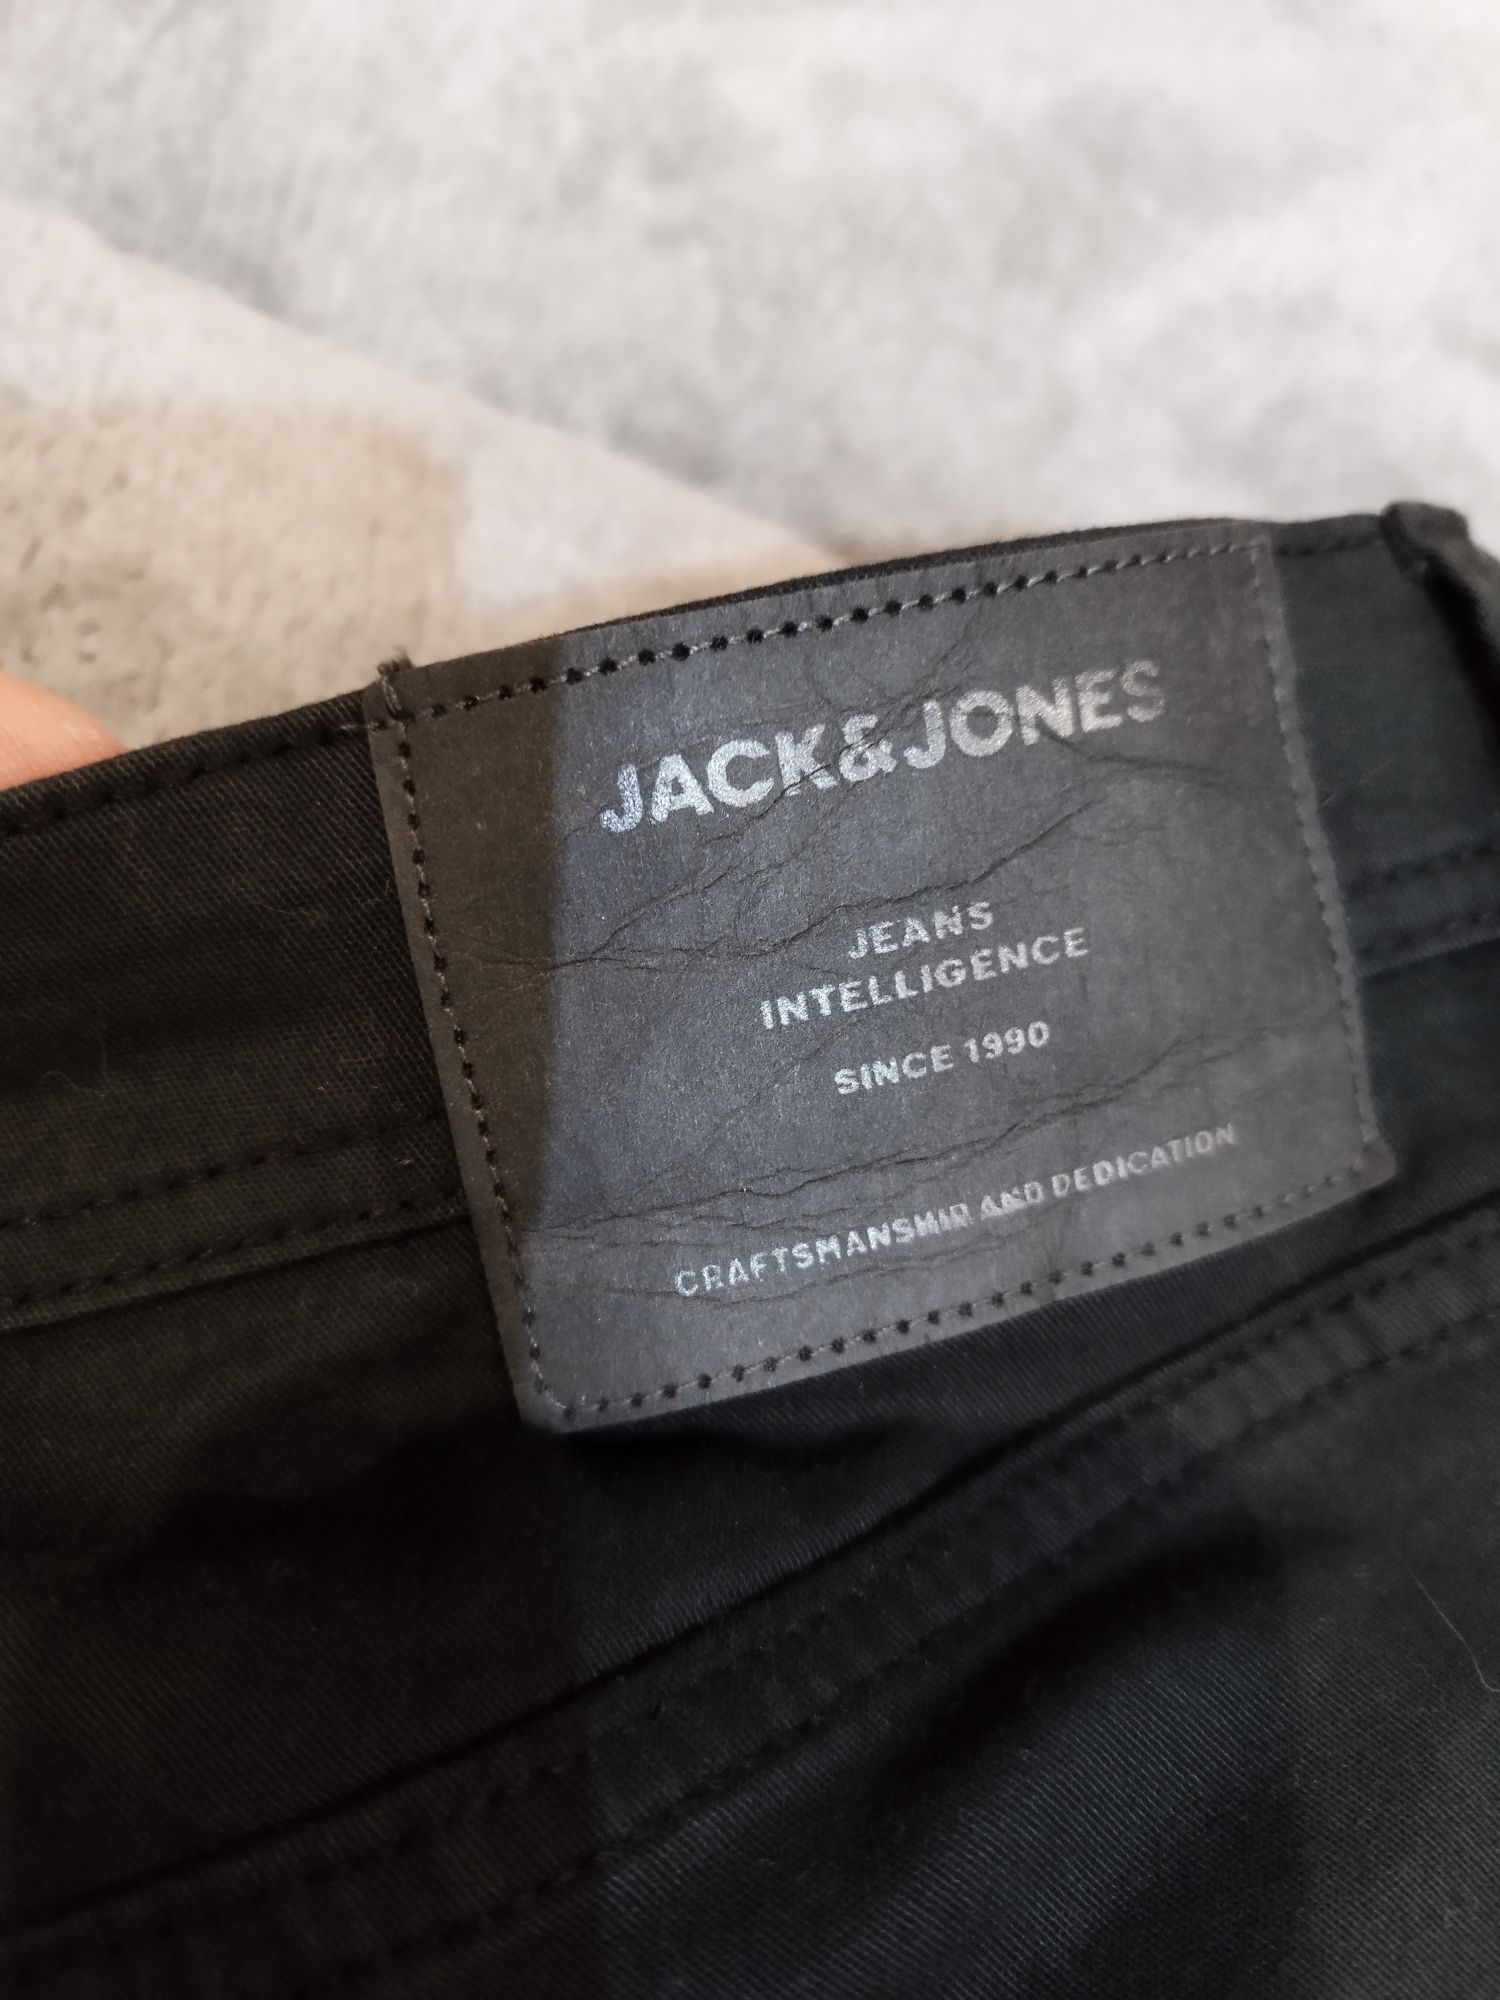 JACK&JONES
JEANS
INTELLIGENCE
SINCE 1990
CRAFTSMANSHIP AND DEDICATION